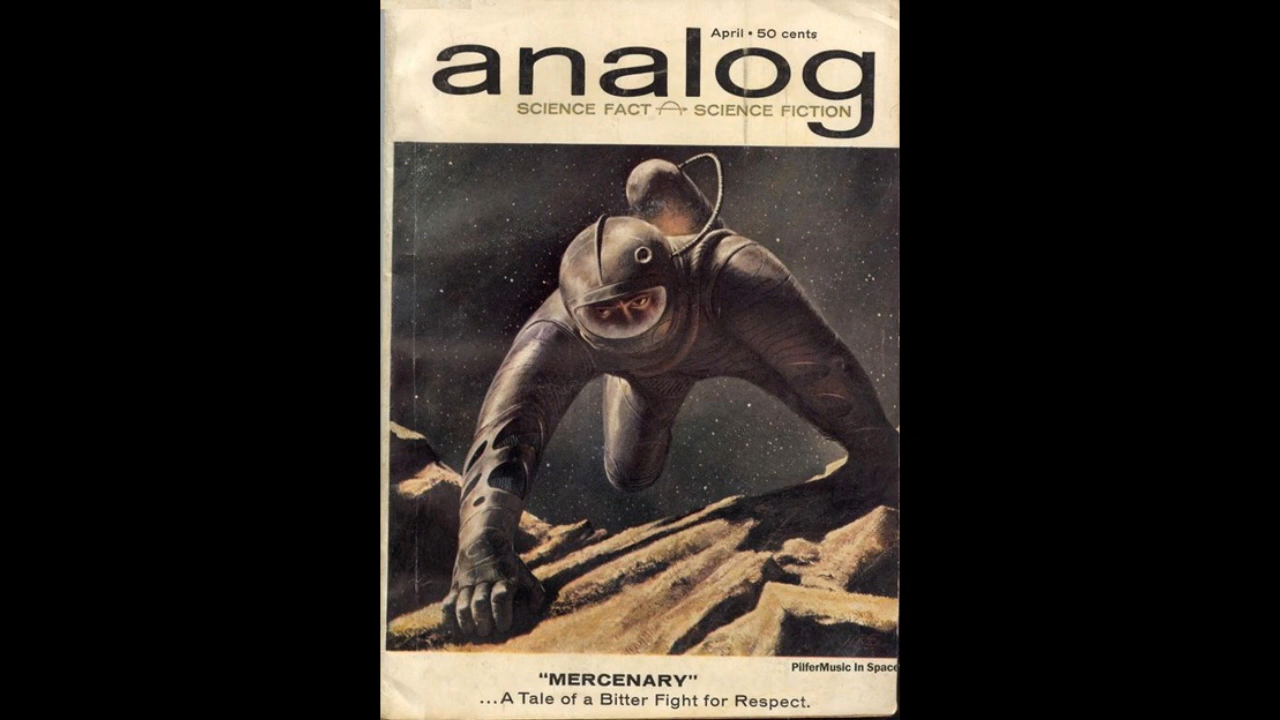 April • 50 cents
analog
SCIENCE FACT SCIENCE FICTION
PilferMusic In Space
“MERCENARY”
...A Tale of a Bitter Fight for Respect.